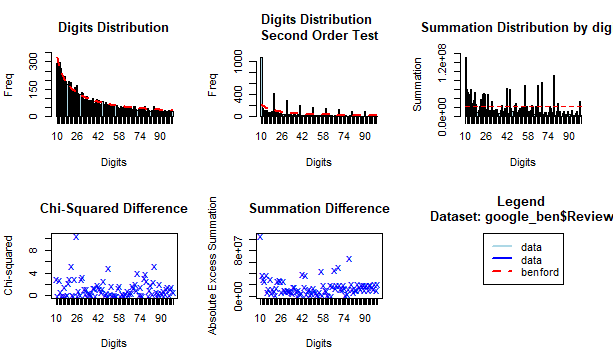 Digits Distribution
Freq
0 50 150 300
10 26 42 58 74 90
Digits
Digits Distribution
Second Order Test
Freq
0 400 1000
10 26 42 58 74 90
Digits
Summation Distribution by dig
Summation
0.0e+00 1.2e+08
10 26 42 58 74 90
Digits
Chi-Squared Difference
Chi-squared
0 4 8
10 26 42 58 74 90
Digits
Summation Difference
Absolute Excess Summation
0e+00 8e+07
10 26 42 58 74 90
Digits
Legend
Dataset: google_ben$Review
data
data
benford